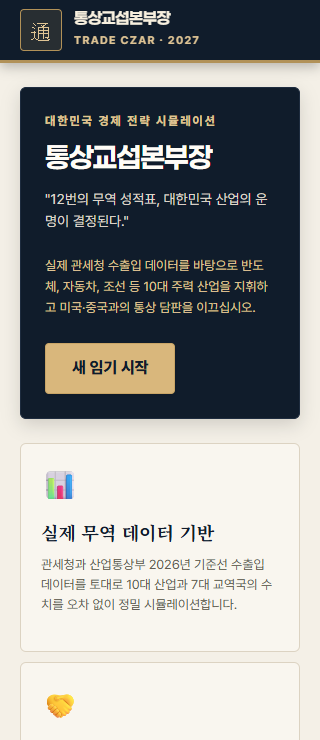 通
통상교섭본부장
TRADE CZAR · 2027
대한민국 경제 전략 시뮬레이션
통상교섭본부장
"12번의 무역 성적표, 대한민국 산업의 운
명이 결정된다."
실제 관세청 수출입 데이터를 바탕으로 반도
체, 자동차, 조선 등 10대 주력 산업을 지휘하
고 미국·중국과의 통상 담판을 이끄십시오.
새 임기 시작
실제 무역 데이터 기반
관세청과 산업통상부 2026년 기준선 수출입
데이터를 토대로 10대 산업과 7대 교역국의 수
치를 오차 없이 정밀 시뮬레이션합니다.